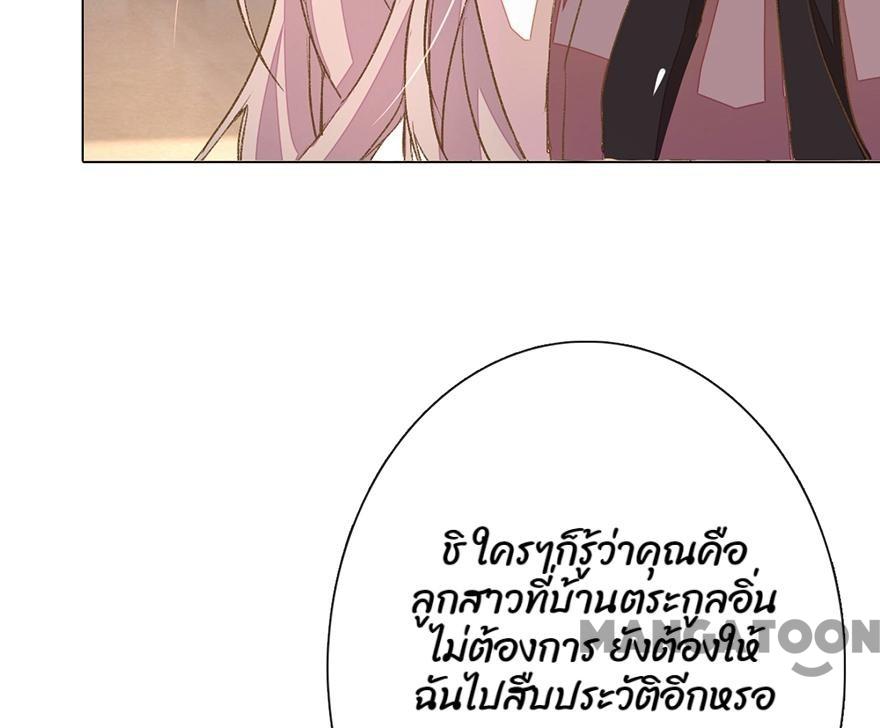 ชิ ใครๆก็รู้ว่าคุณคือ
ลูกสาวที่บ้านตระกูลอิ่น
ไม่ต้องการ ยังต้องให้
ฉันไปสืบประวัติอีกหรอ
MANGATOON